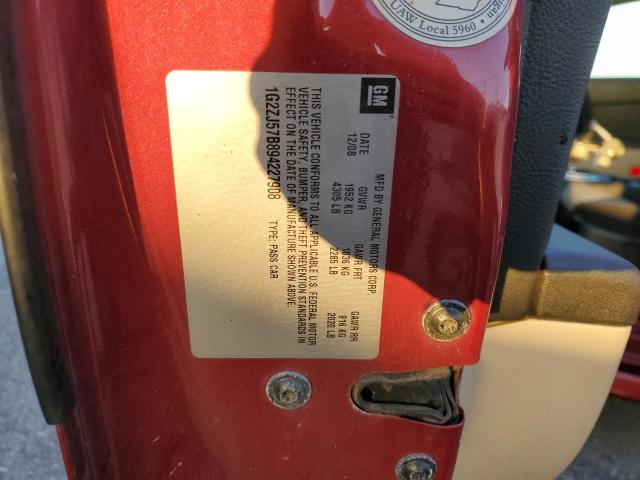 UAW Local 5960 •
GM
MFD BY GENERAL MOTORS CORP.
DATE GVWR GAWR FRT GAWR RR
12/08 1952 KG 1036 KG 916 KG
4305 LB 2285 LB 2020 LB
THIS VEHICLE CONFORMS TO ALL APPLICABLE U.S. FEDERAL MOTOR
VEHICLE SAFETY, BUMPER, AND THEFT PREVENTION STANDARDS IN
EFFECT ON THE DATE OF MANUFACTURE SHOWN ABOVE.
1G2ZJ57B894227908 TYPE: PASS CAR